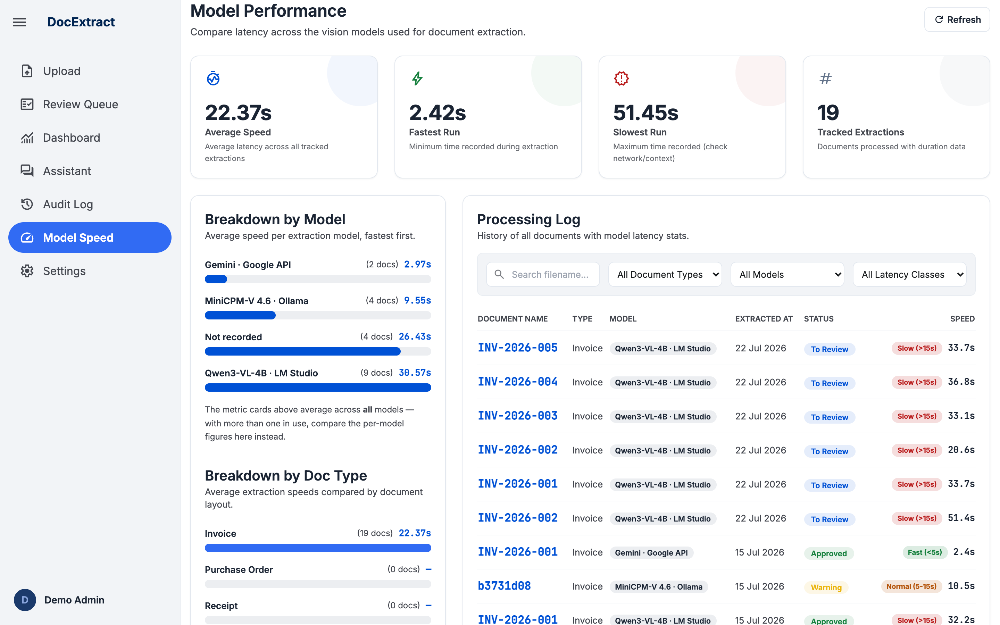 DocExtract
Upload
Review Queue
Dashboard
Assistant
Audit Log
Model Speed
Settings
D Demo Admin
Model Performance
Compare latency across the vision models used for document extraction.
Refresh
22.37s
Average Speed
Average latency across all tracked
extractions
2.42s
Fastest Run
Minimum time recorded during extraction
51.45s
Slowest Run
Maximum time recorded (check
network/context)
#
19
Tracked Extractions
Documents processed with duration data
Breakdown by Model
Average speed per extraction model, fastest first.
Gemini · Google API (2 docs) 2.97s
MiniCPM-V 4.6 · Ollama (4 docs) 9.55s
Not recorded (4 docs) 26.43s
Qwen3-VL-4B · LM Studio (9 docs) 30.57s
The metric cards above average across all models —
with more than one in use, compare the per-model
figures here instead.
Breakdown by Doc Type
Average extraction speeds compared by document
layout.
Invoice (19 docs) 22.37s
Purchase Order (0 docs) –
Receipt (0 docs) –
Processing Log
History of all documents with model latency stats.
Search filename... All Document Types All Models All Latency Classes
DOCUMENT NAME TYPE MODEL EXTRACTED AT STATUS SPEED
INV-2026-005 Invoice Qwen3-VL-4B · LM Studio 22 Jul 2026 To Review Slow (>15s) 33.7s
INV-2026-004 Invoice Qwen3-VL-4B · LM Studio 22 Jul 2026 To Review Slow (>15s) 36.8s
INV-2026-003 Invoice Qwen3-VL-4B · LM Studio 22 Jul 2026 To Review Slow (>15s) 33.1s
INV-2026-002 Invoice Qwen3-VL-4B · LM Studio 22 Jul 2026 To Review Slow (>15s) 20.6s
INV-2026-001 Invoice Qwen3-VL-4B · LM Studio 22 Jul 2026 To Review Slow (>15s) 33.7s
INV-2026-002 Invoice Qwen3-VL-4B · LM Studio 22 Jul 2026 To Review Slow (>15s) 51.4s
INV-2026-001 Invoice Gemini · Google API 15 Jul 2026 Approved Fast (<5s) 2.4s
b3731d08 Invoice MiniCPM-V 4.6 · Ollama 15 Jul 2026 Warning Normal (5-15s) 10.5s
INV-2026-001 Invoice Qwen3-VL-4B · LM Studio 15 Jul 2026 Approved Slow (>15s) 32.2s